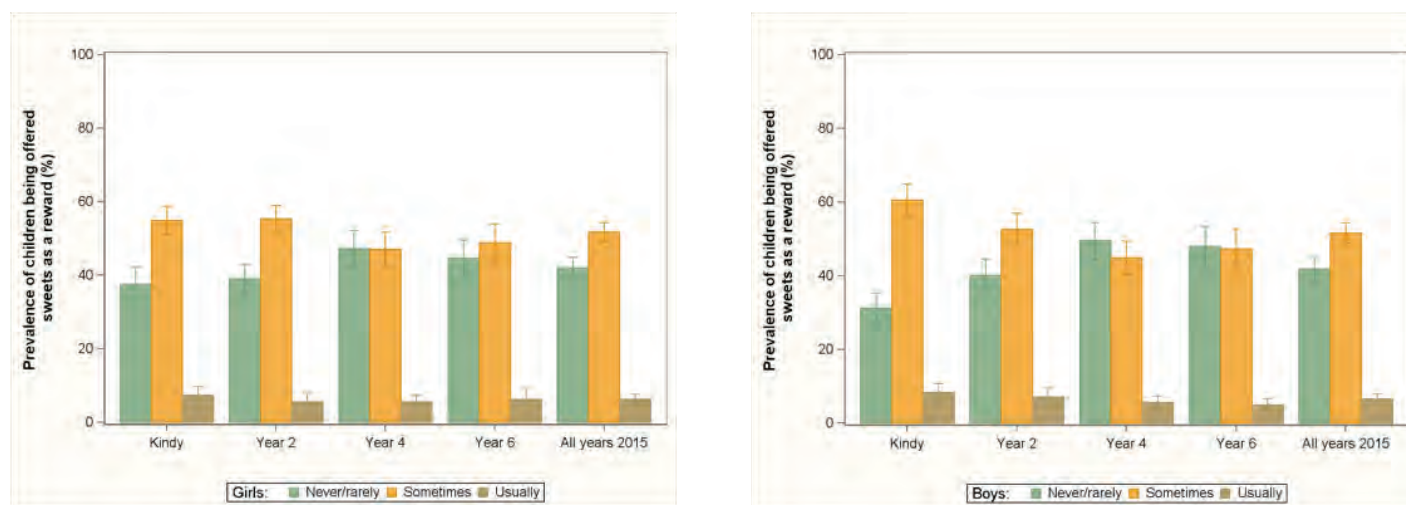 Prevalence of children being offered
sweets as a reward (%)
100
80
60
40
20
0
Kindy Year 2 Year 4 Year 6 All years 2015
Girls: Never/rarely Sometimes Usually
Prevalence of children being offered
sweets as a reward (%)
100
80
60
40
20
0
Kindy Year 2 Year 4 Year 6 All years 2015
Boys: Never/rarely Sometimes Usually